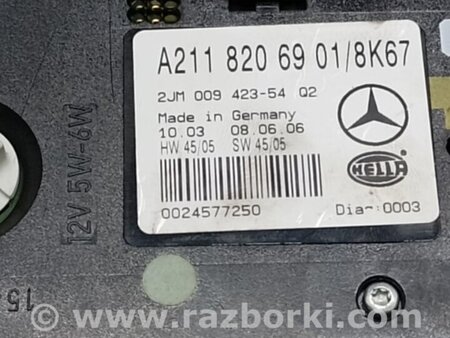 A211 820 69 01/8K67
2JM 009 423-54 Q2
Made in Germany
10.03 08.06.06
HW 45/05 SW 45/05
HELLA
0024577250 Dia-:0003
12V 5W-6W
15
www.razborki.com